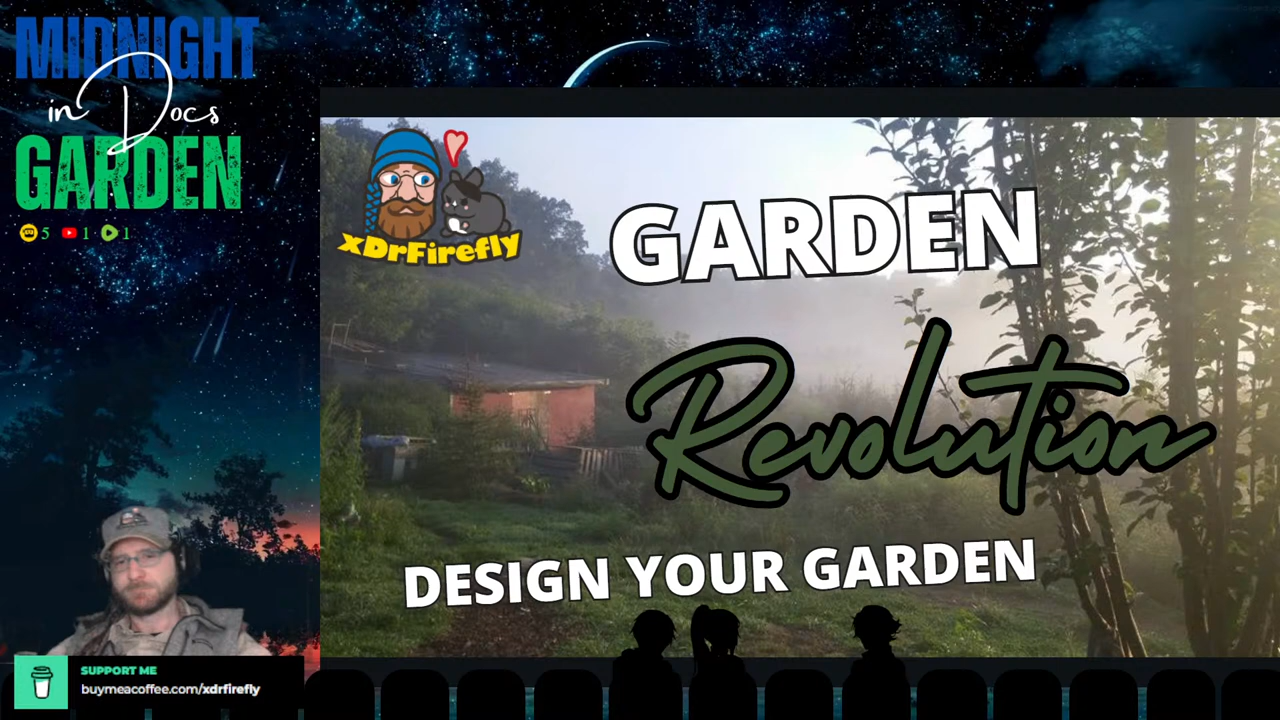 MIDNIGHT
in Docs
GARDEN
5 1 1
xDrFirefly
GARDEN
Revolution
DESIGN YOUR GARDEN
SUPPORT ME
buymeacoffee.com/xdrfirefly